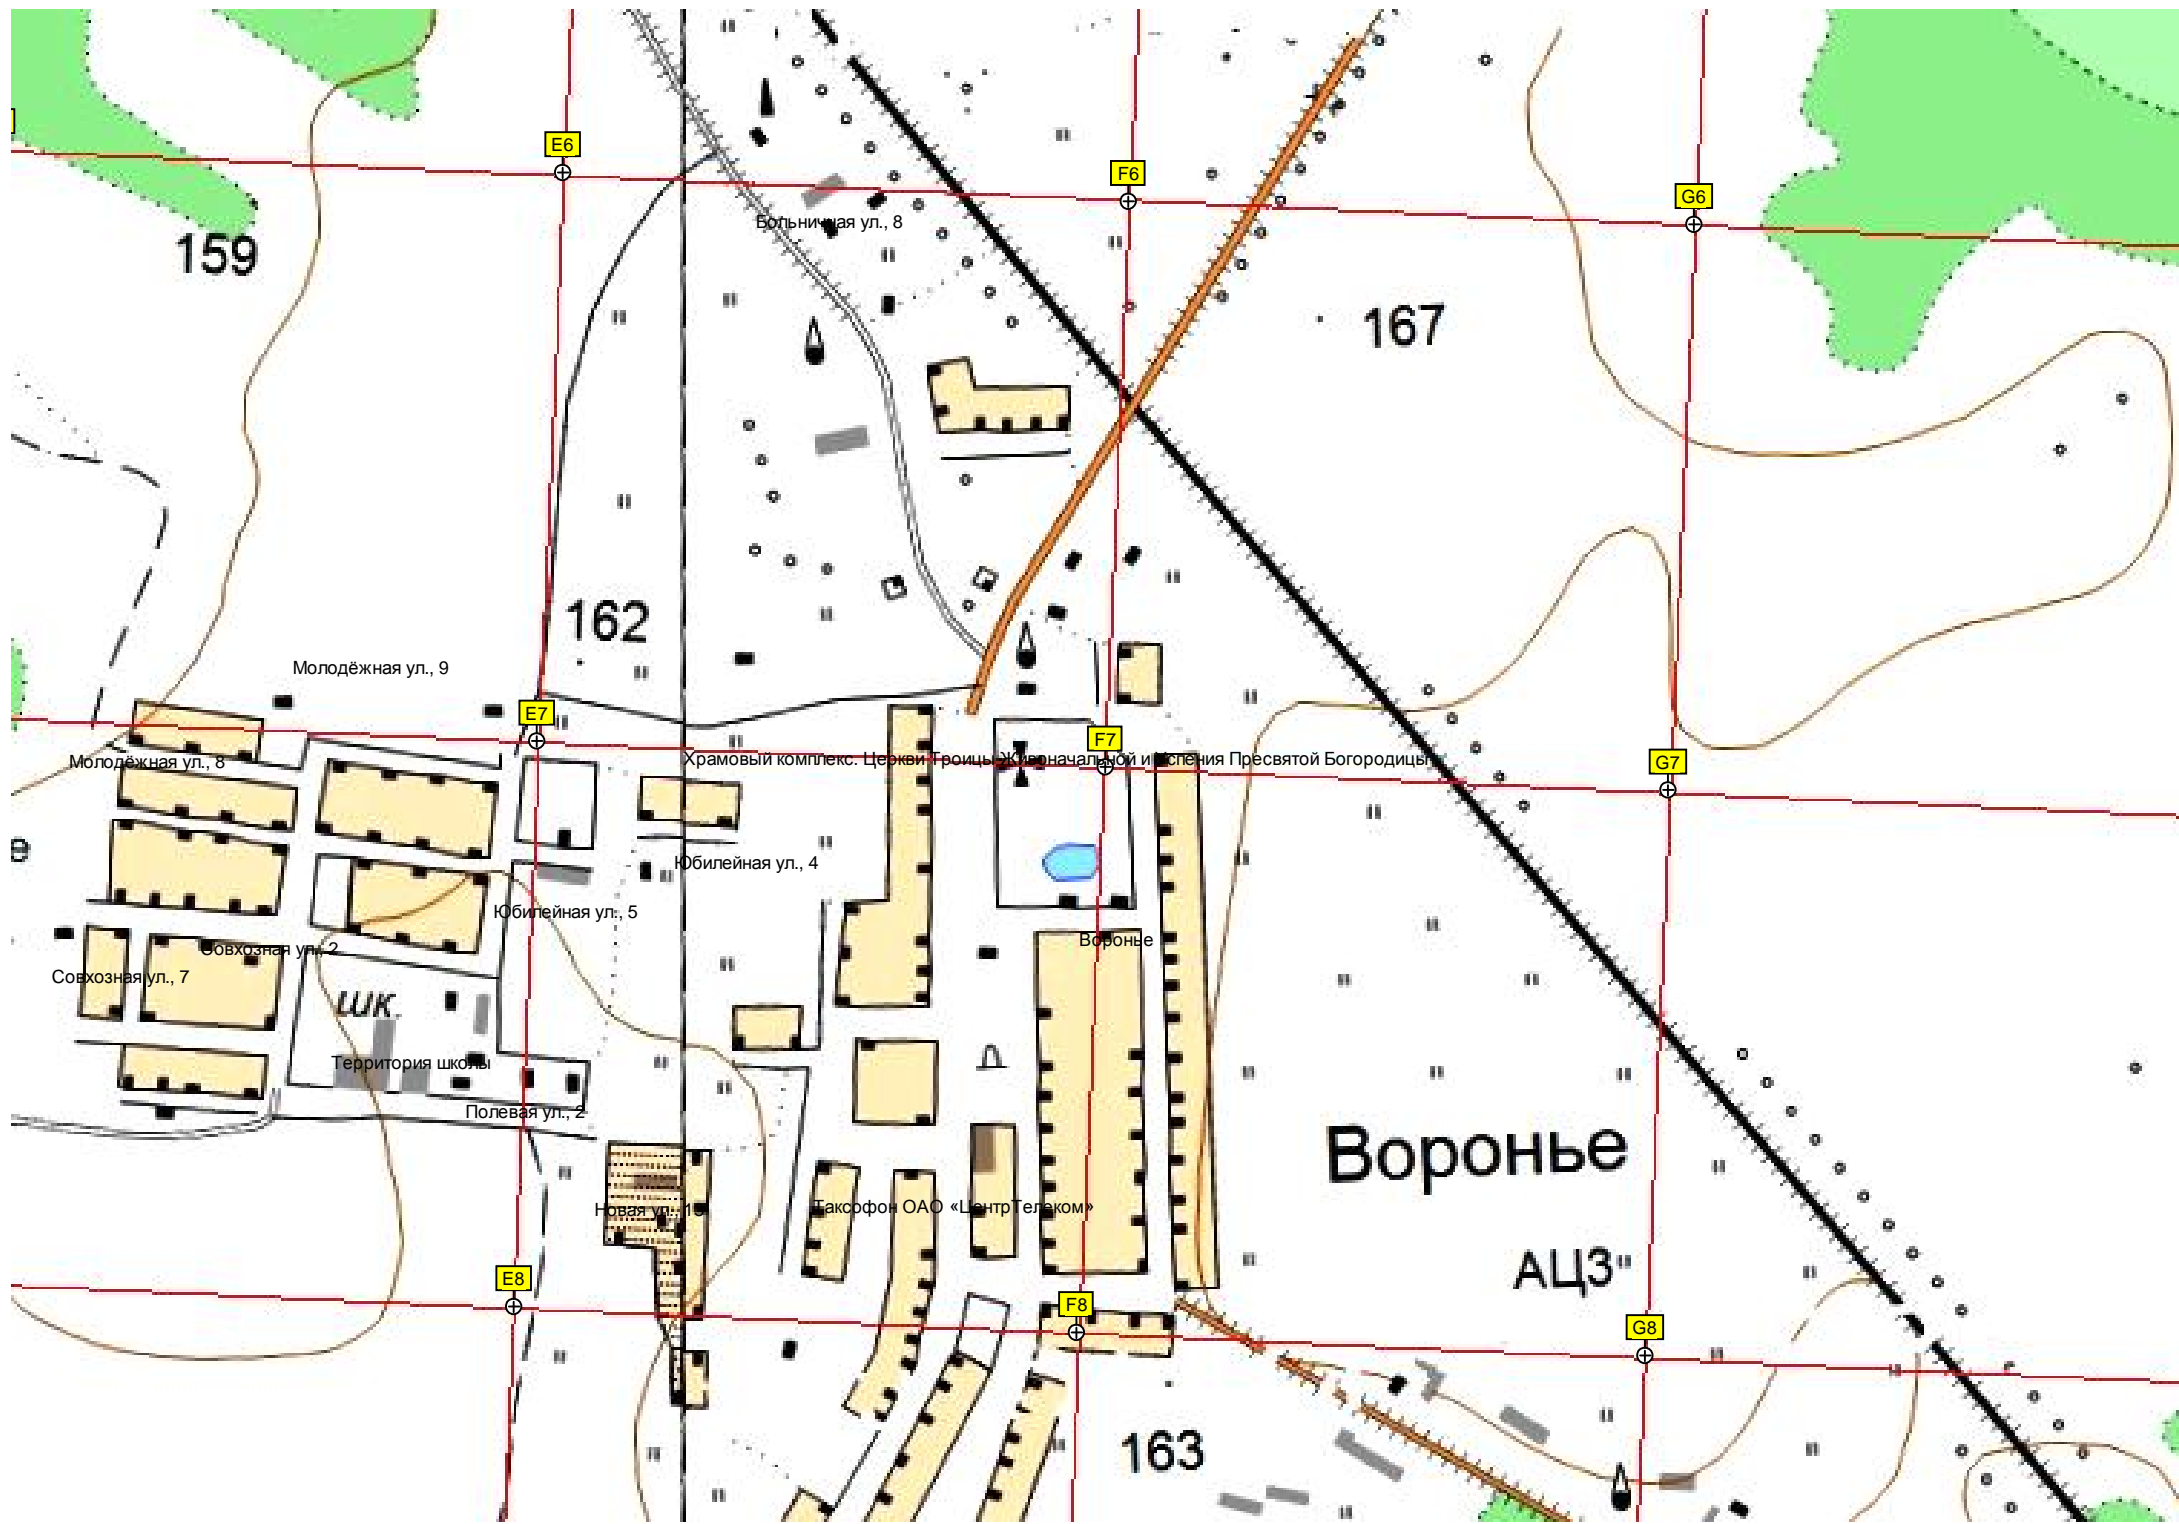 E6
F6
G6
Больничная ул., 8
159
167
162
Молодёжная ул., 9
E7
F7
G7
Молодёжная ул., 8
Храмовый комплекс. Церкви Троицы Живоначальной и Успения Пресвятой Богородицы
Юбилейная ул., 4
Юбилейная ул., 5
Воронье
Совхозная ул., 2
Совхозная ул., 7
шк.
Территория школы
Полевая ул., 2
Воронье
Таксофон ОАО «ЦентрТелеком»
Новая ул.,
АЦЗ
E8
F8
G8
163